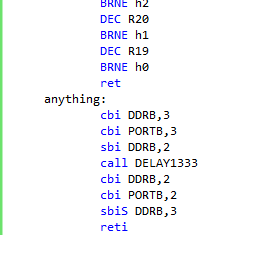 BRNE h2
DEC R20
BRNE h1
DEC R19
BRNE h0
ret
anything:
cbi DDRB,3
cbi PORTB,3
sbi DDRB,2
call DELAY1333
cbi DDRB,2
cbi PORTB,2
sbiS DDRB,3
reti